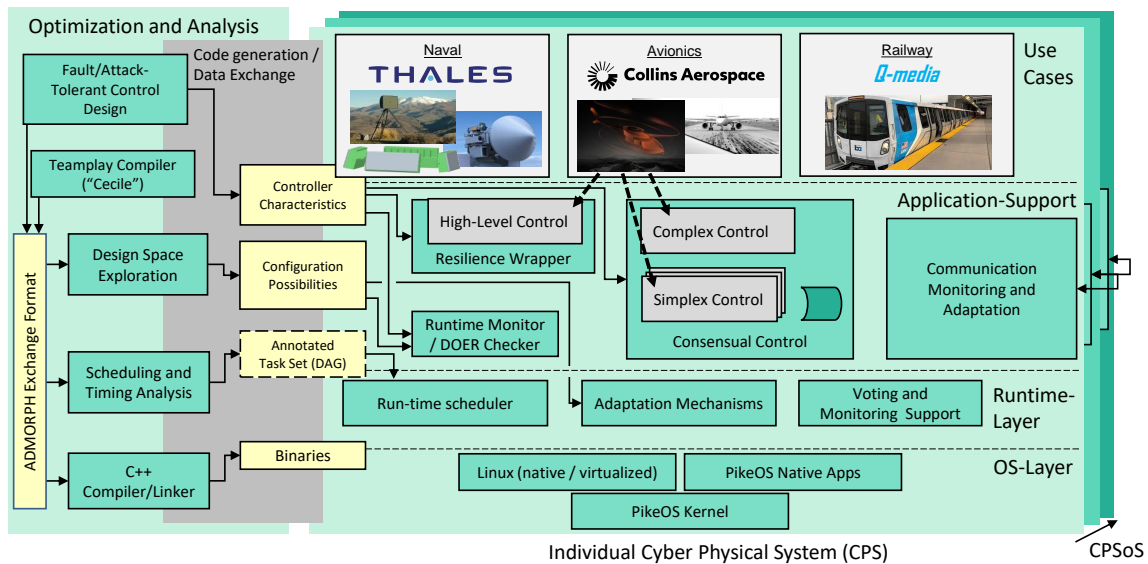 Optimization and Analysis
Code generation /
Data Exchange
Fault/Attack-
Tolerant Control
Design
Teamplay Compiler
(“Cecile”)
ADMORPH Exchange Format
Design Space
Exploration
Scheduling and
Timing Analysis
C++
Compiler/Linker
Controller
Characteristics
Configuration
Possibilities
Annotated
Task Set (DAG)
Binaries
Naval
THALES
Avionics
Collins Aerospace
Railway
Q-media
Use
Cases
Application-Support
High-Level Control
Resilience Wrapper
Runtime Monitor
/ DOER Checker
Complex Control
Simplex Control
Consensual Control
Communication
Monitoring and
Adaptation
Run-time scheduler
Adaptation Mechanisms
Voting and
Monitoring Support
Runtime-
Layer
Linux (native / virtualized)
PikeOS Native Apps
PikeOS Kernel
OS-Layer
Individual Cyber Physical System (CPS)
CPSoS